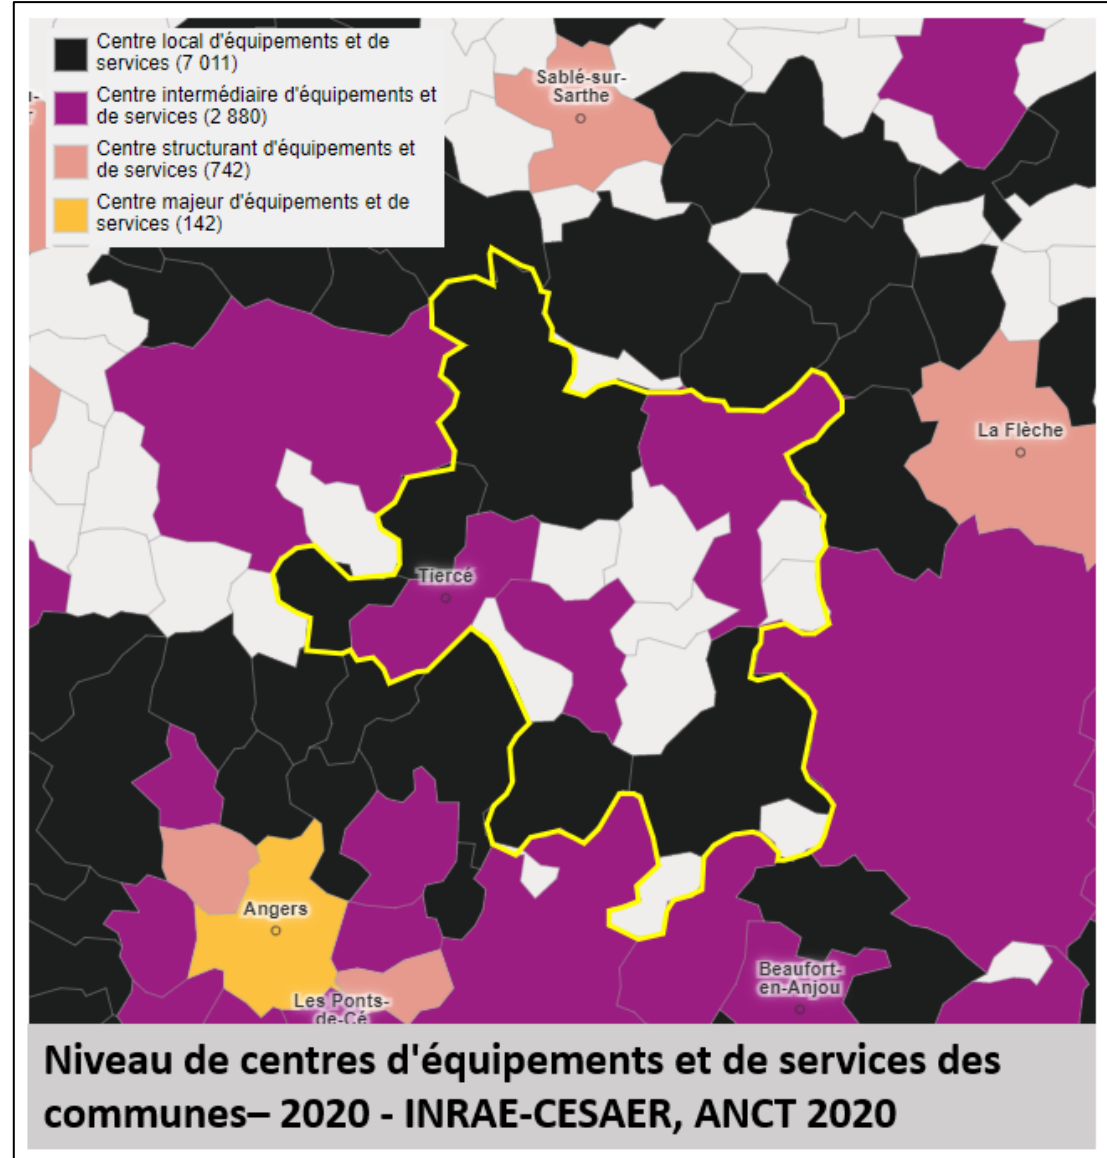 Centre local d'équipements et de
services (7 011)
Centre intermédiaire d'équipements et
de services (2 880)
Centre structurant d'équipements et
de services (742)
Centre majeur d'équipements et de
services (142)
Sablé-sur-
Sarthe
La Flèche
Tiercé
Angers
Les Ponts-
de-Cé
Beaufort-
en-Anjou
Niveau de centres d'équipements et de services des
communes– 2020 - INRAE-CESAER, ANCT 2020